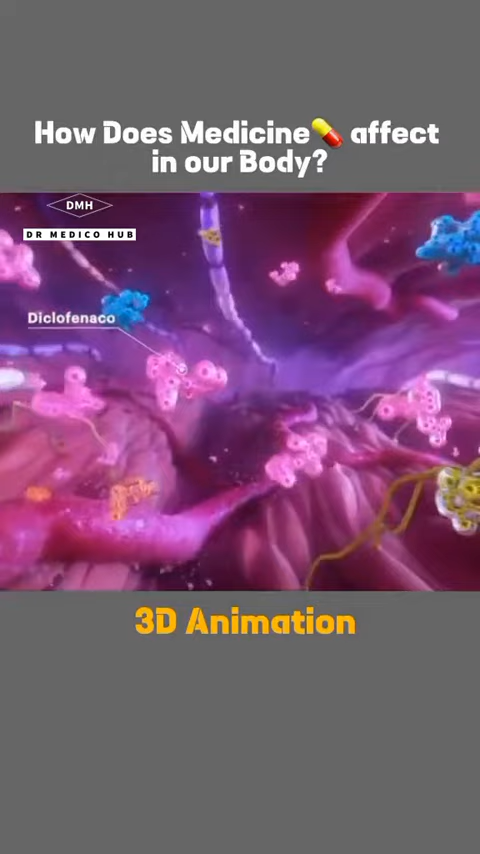 How Does Medicine💊 affect
in our Body?
DMH
DR MEDICO HUB
Diclofenaco
3D Animation